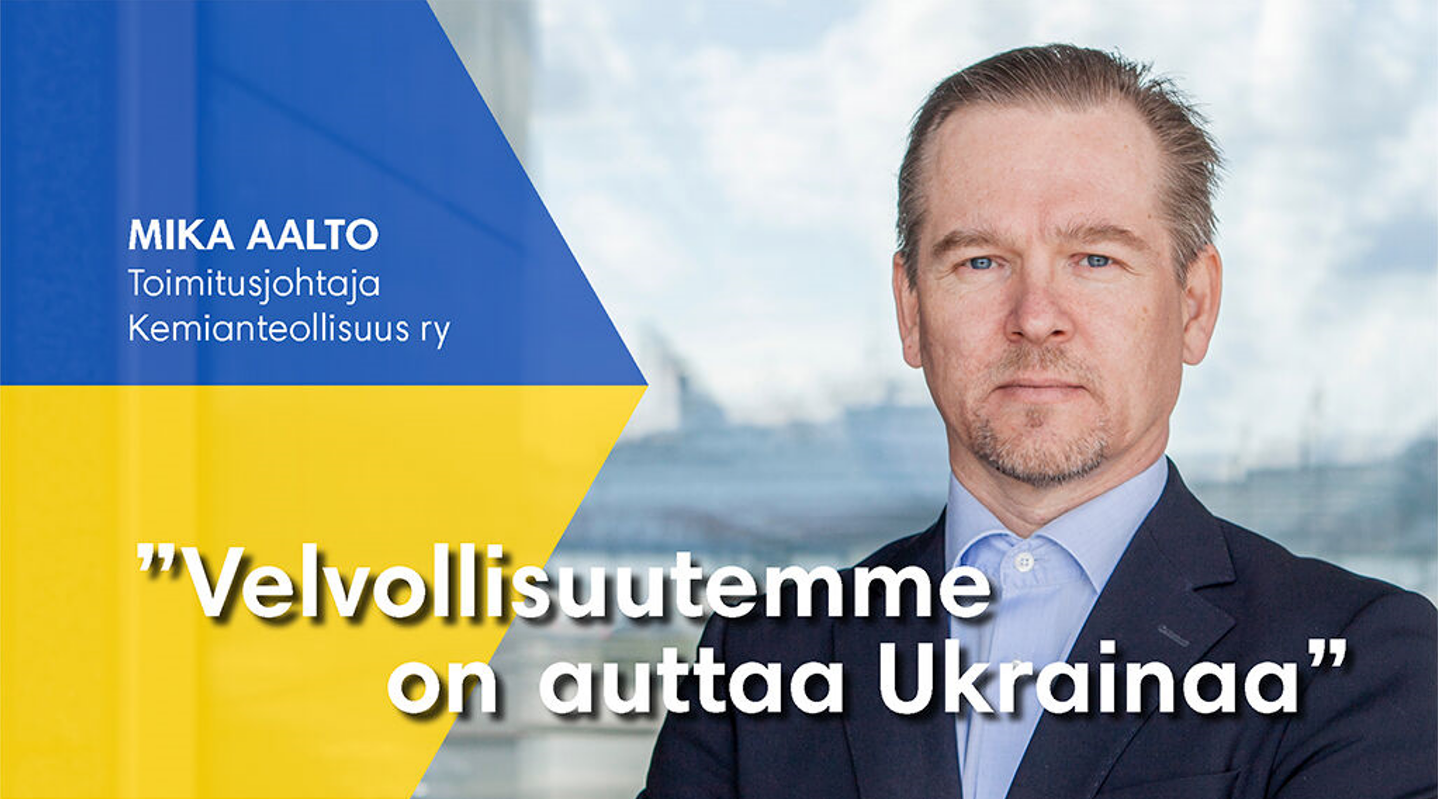 MIKA AALTO
Toimitusjohtaja
Kemianteollisuus ry
”Velvollisuutemme
on auttaa Ukrainaa”